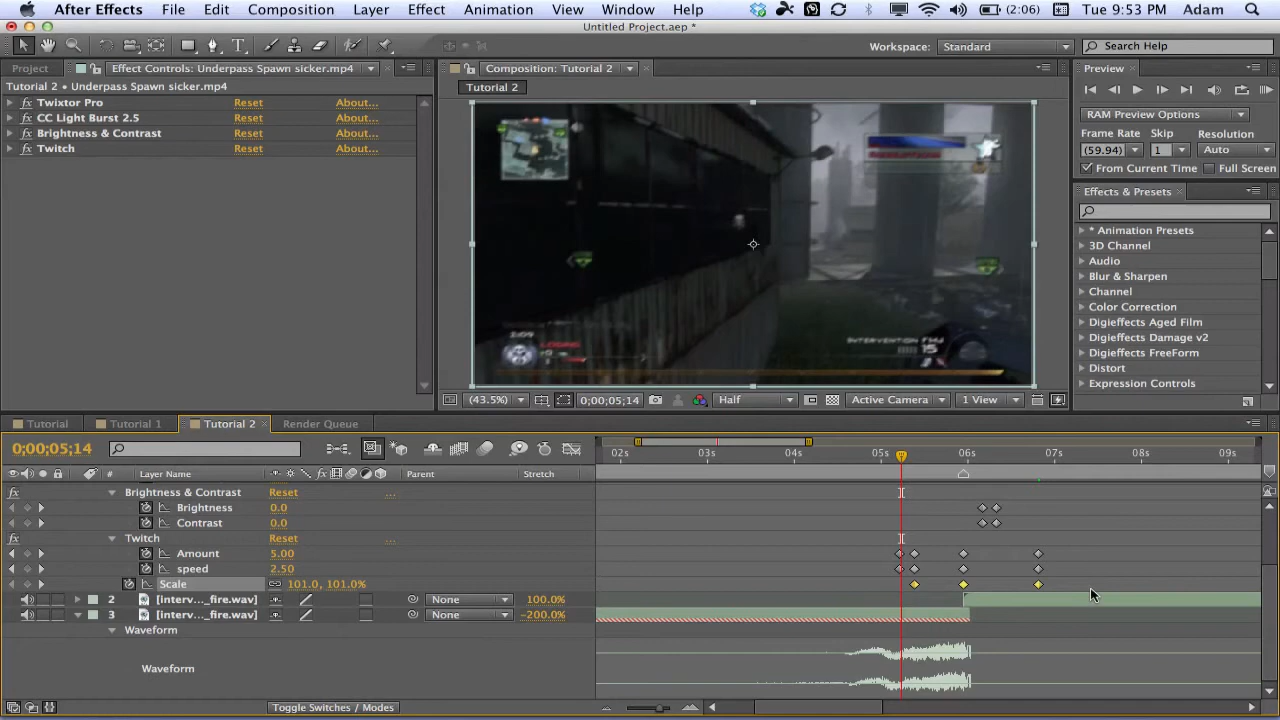 After Effects File Edit Composition Layer Effect Animation View Window Help (2:06) Tue 9:53 PM Adam
Untitled Project.aep *
Workspace: Standard Search Help
Project Effect Controls: Underpass Spawn sicker.mp4 Composition: Tutorial 2 Preview
Tutorial 2 • Underpass Spawn sicker.mp4 Tutorial 2
Twixtor Pro Reset About...
CC Light Burst 2.5 Reset About...
Brightness & Contrast Reset About...
Twitch Reset About...
RAM Preview Options
Frame Rate Skip Resolution
(59.94) 1 Auto
From Current Time Full Screen
Effects & Presets
* Animation Presets
3D Channel
Audio
Blur & Sharpen
Channel
Color Correction
Digieffects Aged Film
Digieffects Damage v2
Digieffects FreeForm
Distort
Expression Controls
2:09
INTERVENTION FMJ
15
(43.5%) 0;00;05;14 Half Active Camera 1 View
Tutorial Tutorial 1 Tutorial 2 Render Queue
0;00;05;14
02s 03s 04s 05s 06s 07s 08s 09s
# Layer Name Parent Stretch
Brightness & Contrast Reset ...
Brightness 0.0
Contrast 0.0
Twitch Reset ...
Amount 5.00
speed 2.50
Scale 101.0, 101.0%
2 [interv..._fire.wav] None 100.0%
3 [interv..._fire.wav] None -200.0%
Waveform
Waveform
Toggle Switches / Modes